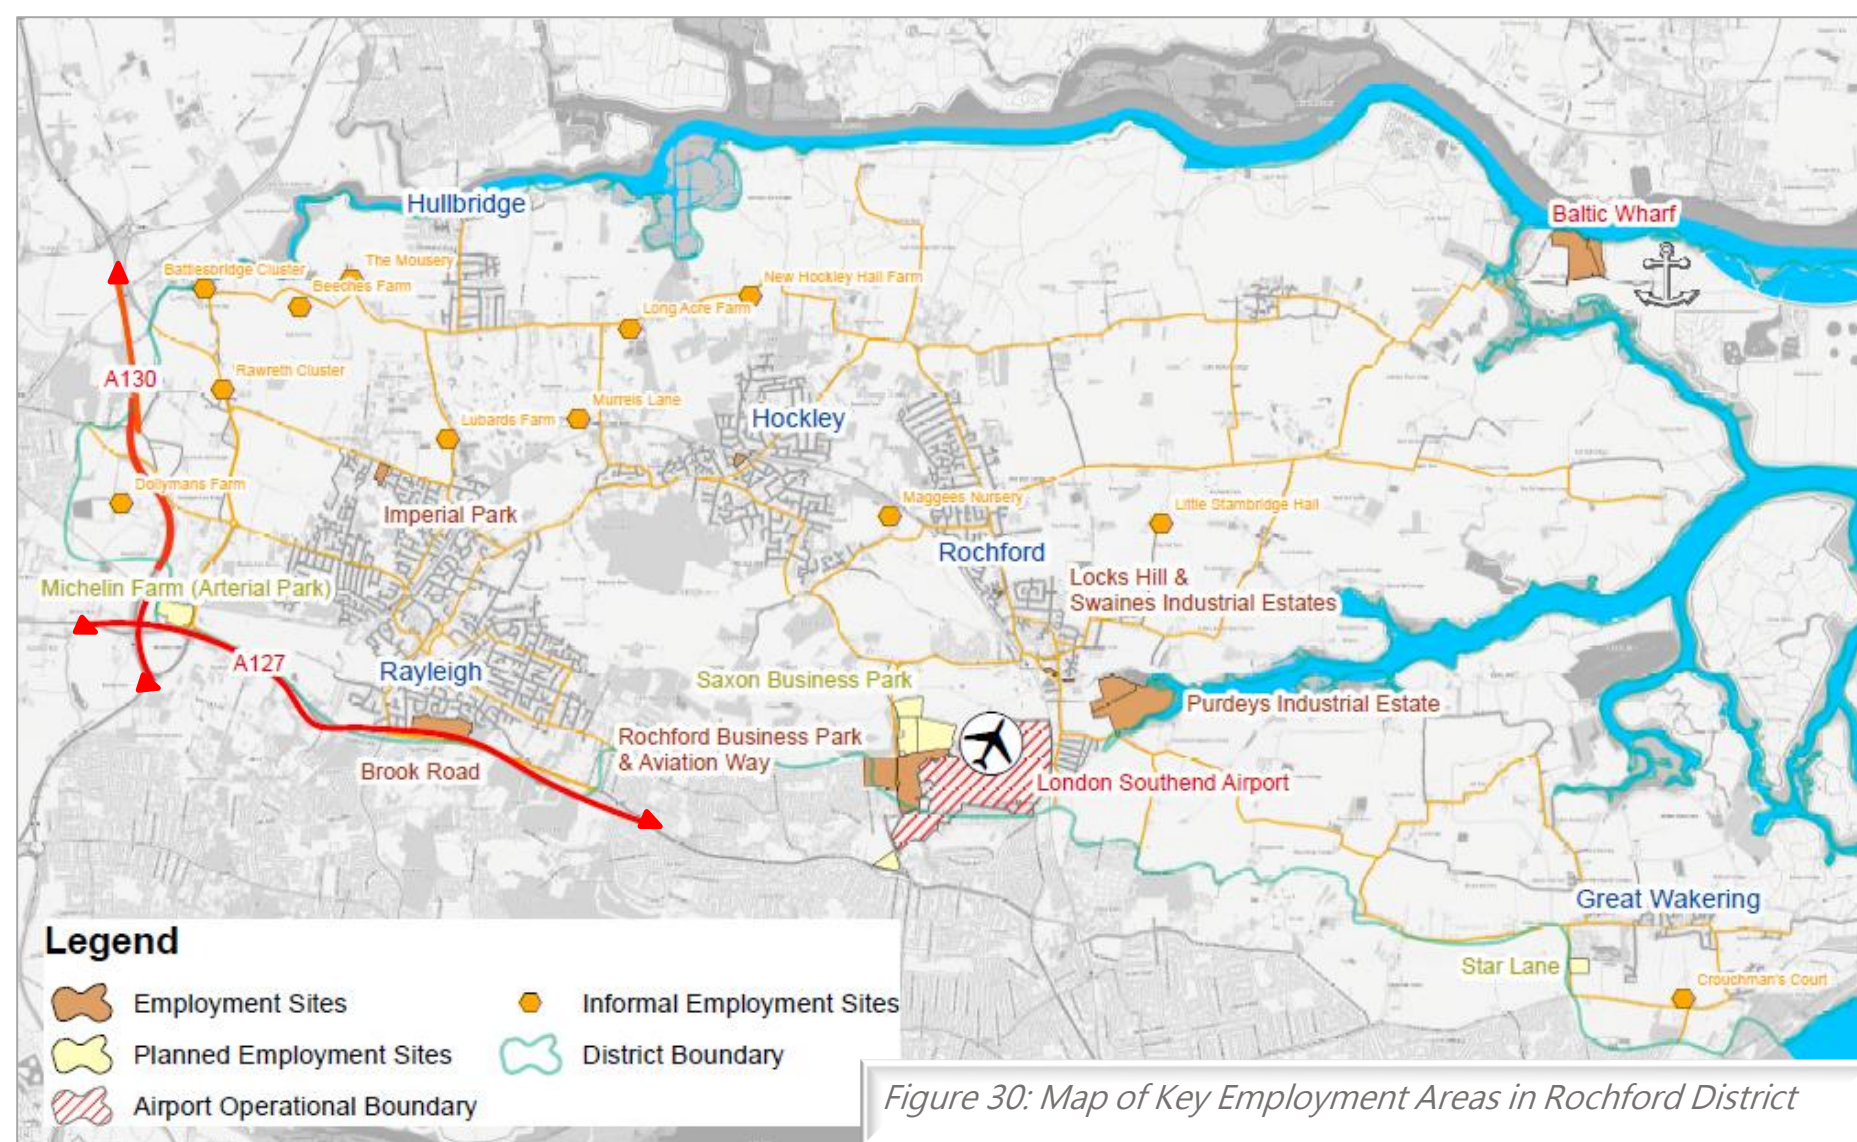 Hullbridge
Baltic Wharf
Battlesbridge Cluster
The Mousery
Beeches Farm
New Hockley Hall Farm
Long Acre Farm
A130
Rawreth Cluster
Murrels Lane
Lubards Farm
Hockley
Dollymans Farm
Imperial Park
Maggees Nursery
Little Stambridge Hall
Rochford
Locks Hill &
Swaines Industrial Estates
Michelin Farm (Arterial Park)
A127
Rayleigh
Saxon Business Park
Purdeys Industrial Estate
Rochford Business Park
& Aviation Way
Brook Road
London Southend Airport
Great Wakering
Star Lane
Crouchman's Court
Legend
Employment Sites
Informal Employment Sites
Planned Employment Sites
District Boundary
Airport Operational Boundary
Figure 30: Map of Key Employment Areas in Rochford District